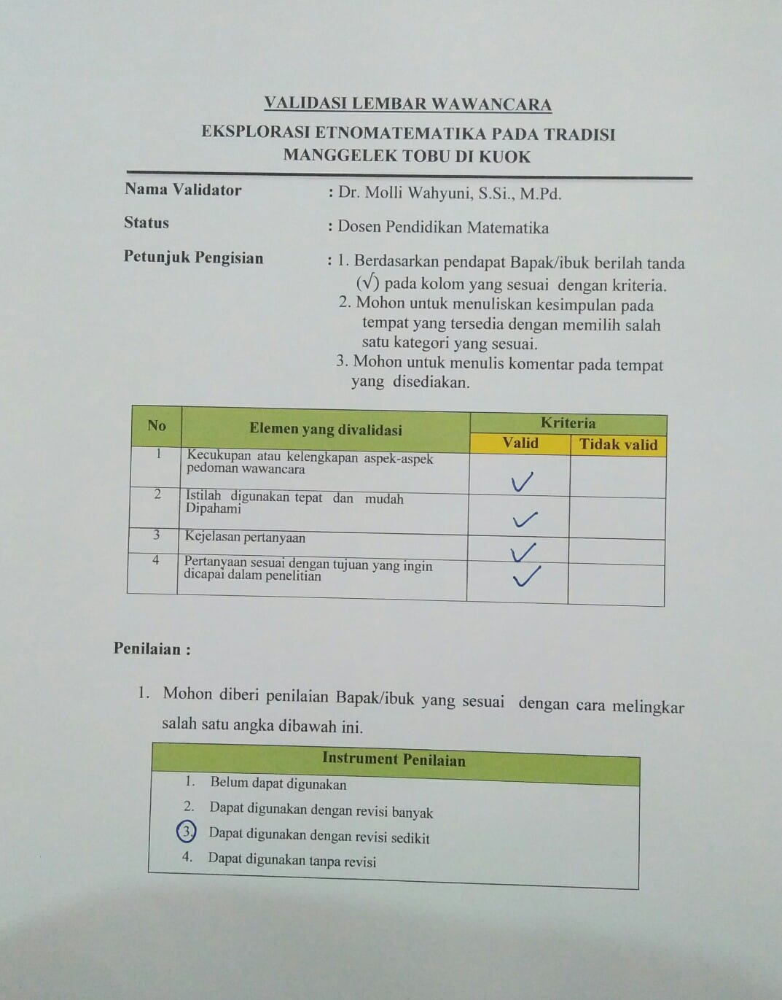 VALIDASI LEMBAR WAWANCARA
EKSPLORASI ETNOMATEMATIKA PADA TRADISI
MANGGELEK TOBU DI KUOK
Nama Validator : Dr. Molli Wahyuni, S.Si., M.Pd.
Status : Dosen Pendidikan Matematika
Petunjuk Pengisian : 1. Berdasarkan pendapat Bapak/ibuk berilah tanda
(√) pada kolom yang sesuai dengan kriteria.
2. Mohon untuk menuliskan kesimpulan pada
tempat yang tersedia dengan memilih salah
satu kategori yang sesuai.
3. Mohon untuk menulis komentar pada tempat
yang disediakan.
No Elemen yang divalidasi Kriteria
Valid Tidak valid
1 Kecukupan atau kelengkapan aspek-aspek
pedoman wawancara ✓
2 Istilah digunakan tepat dan mudah
Dipahami ✓
3 Kejelasan pertanyaan ✓
4 Pertanyaan sesuai dengan tujuan yang ingin
dicapai dalam penelitian ✓
Penilaian :
1. Mohon diberi penilaian Bapak/ibuk yang sesuai dengan cara melingkar
salah satu angka dibawah ini.
Instrument Penilaian
1. Belum dapat digunakan
2. Dapat digunakan dengan revisi banyak
3. Dapat digunakan dengan revisi sedikit
4. Dapat digunakan tanpa revisi